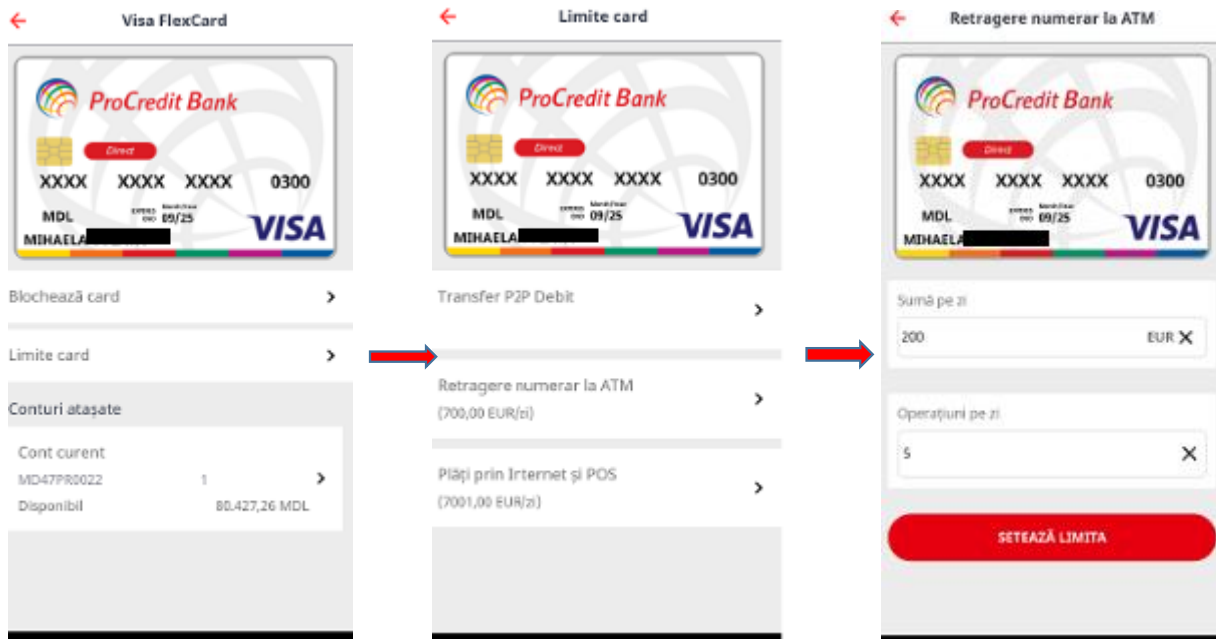 Visa FlexCard
ProCredit Bank
Direct
XXXX XXXX XXXX 0300
MDL 09/25
VISA
MIHAELA
Blochează card
Limite card
Conturi atașate
Cont curent
MD47PR0022 1
Disponibil 80.427,26 MDL
Limite card
ProCredit Bank
Direct
XXXX XXXX XXXX 0300
MDL 09/25
VISA
MIHAELA
Transfer P2P Debit
Retragere numerar la ATM
(700,00 EUR/zi)
Plăți prin Internet și POS
(7001,00 EUR/zi)
Retragere numerar la ATM
ProCredit Bank
Direct
XXXX XXXX XXXX 0300
MDL 09/25
VISA
MIHAELA
Sumă pe zi
200 EUR
Operațiuni pe zi
5
SETEAZĂ LIMITA